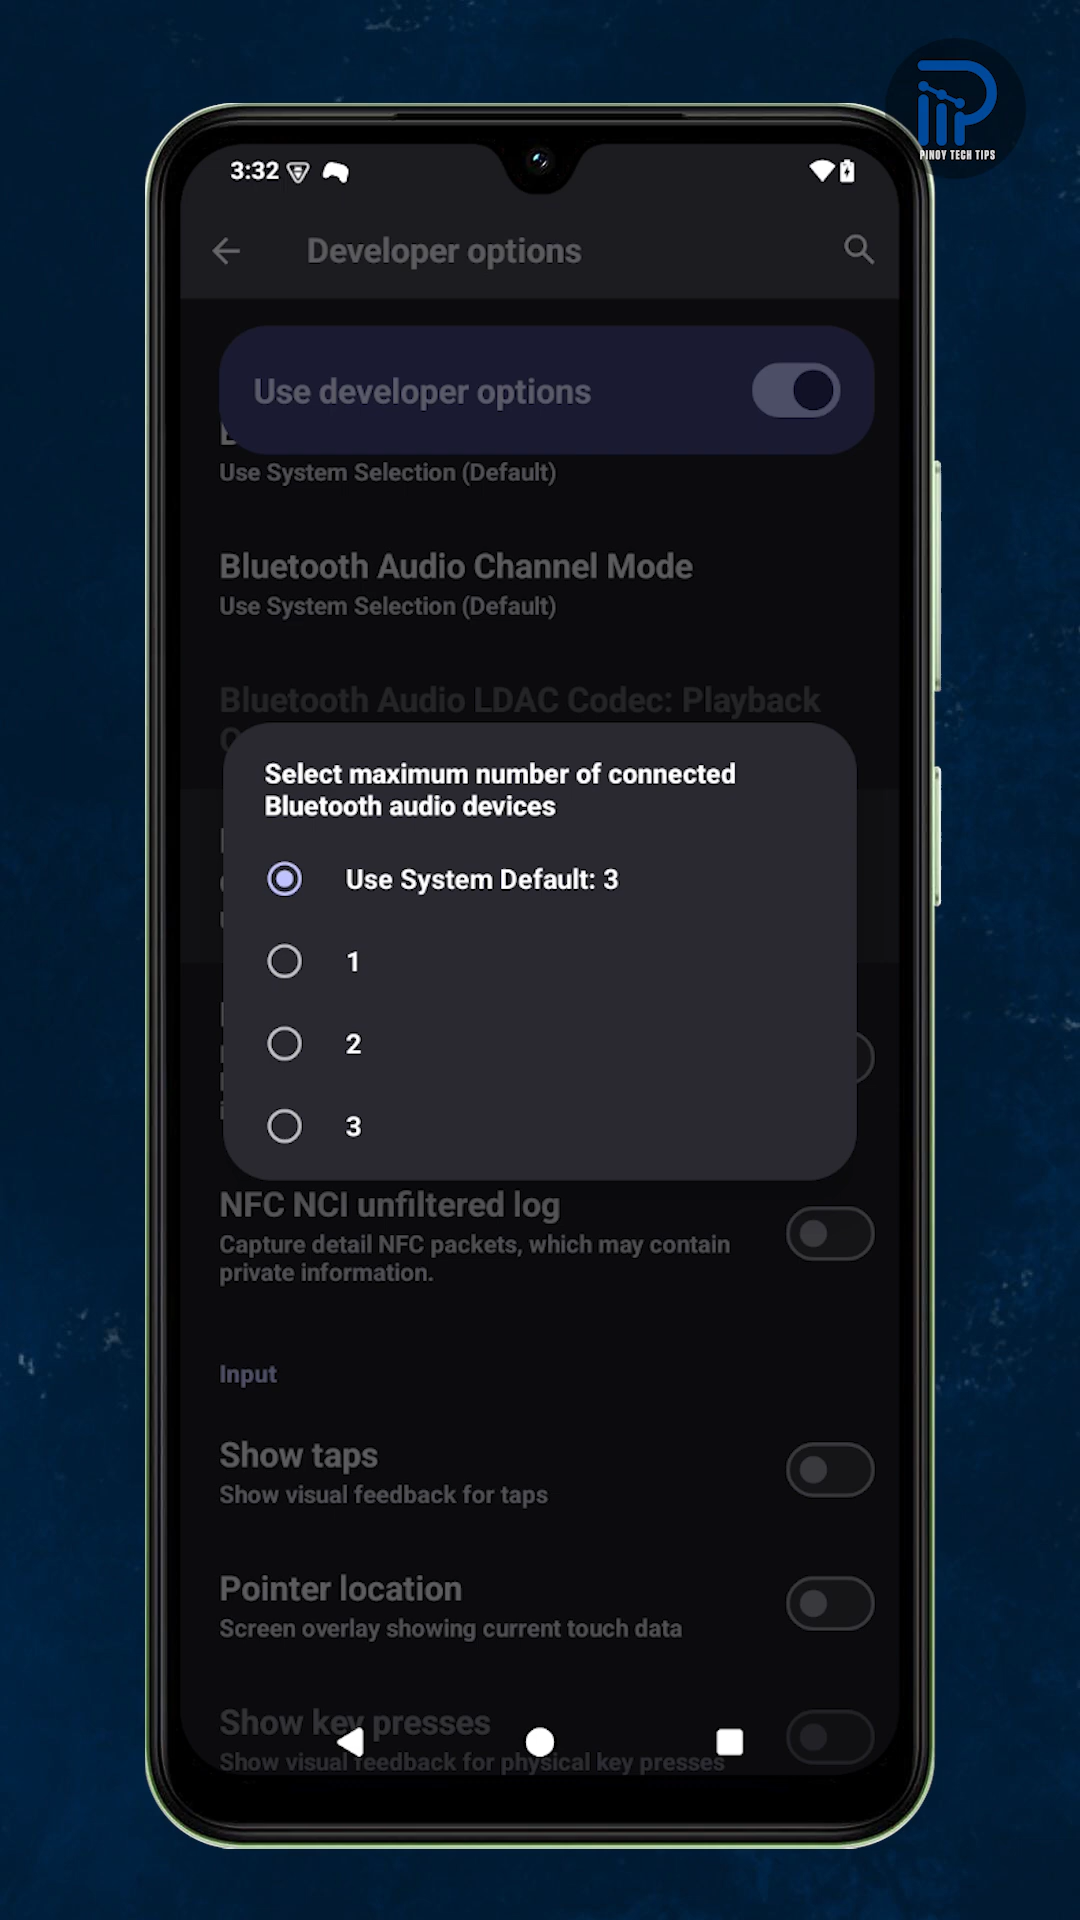 PINOY TECH TIPS
3:32
Developer options
Use developer options
Use System Selection (Default)
Bluetooth Audio Channel Mode
Use System Selection (Default)
Bluetooth Audio LDAC Codec: Playback
Select maximum number of connected
Bluetooth audio devices
Use System Default: 3
1
2
3
NFC NCI unfiltered log
Capture detail NFC packets, which may contain
private information.
Input
Show taps
Show visual feedback for taps
Pointer location
Screen overlay showing current touch data
Show key presses
Show visual feedback for physical key presses